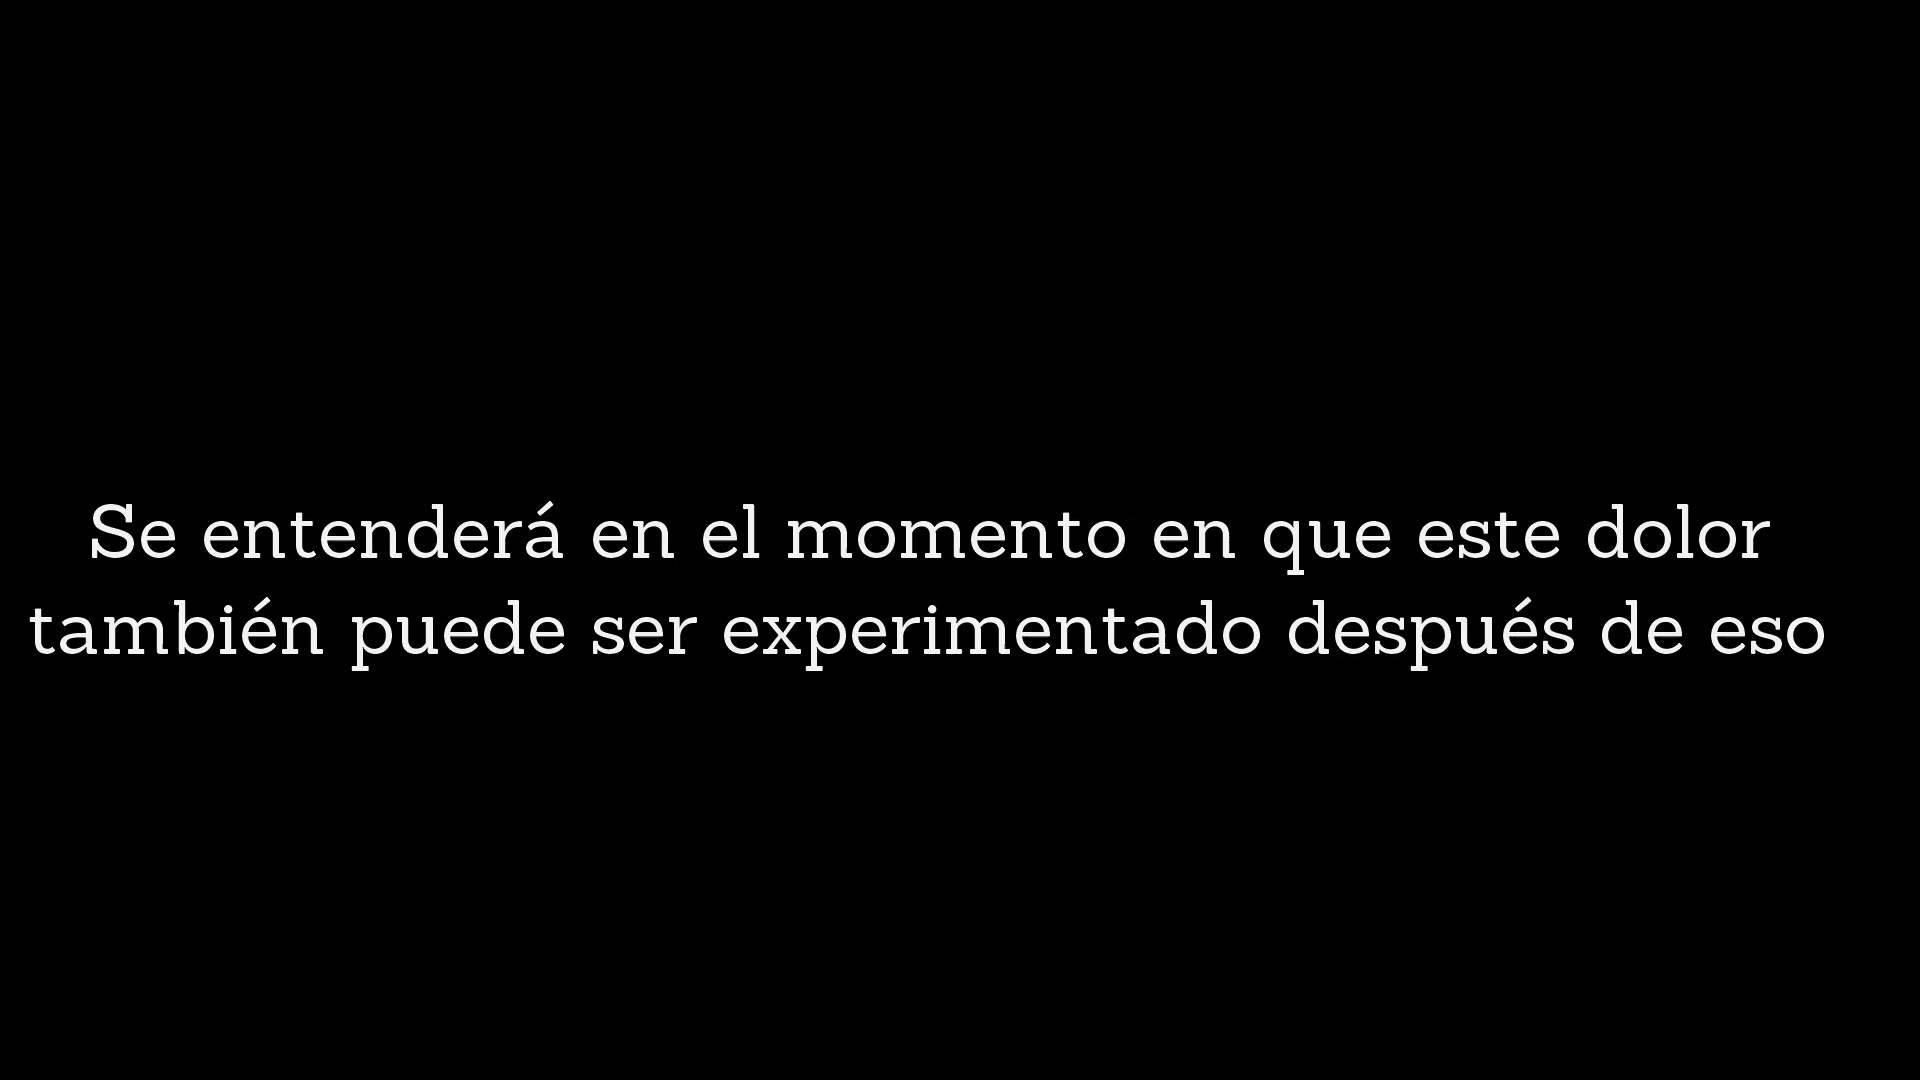 Se entenderá en el momento en que este dolor
también puede ser experimentado después de eso